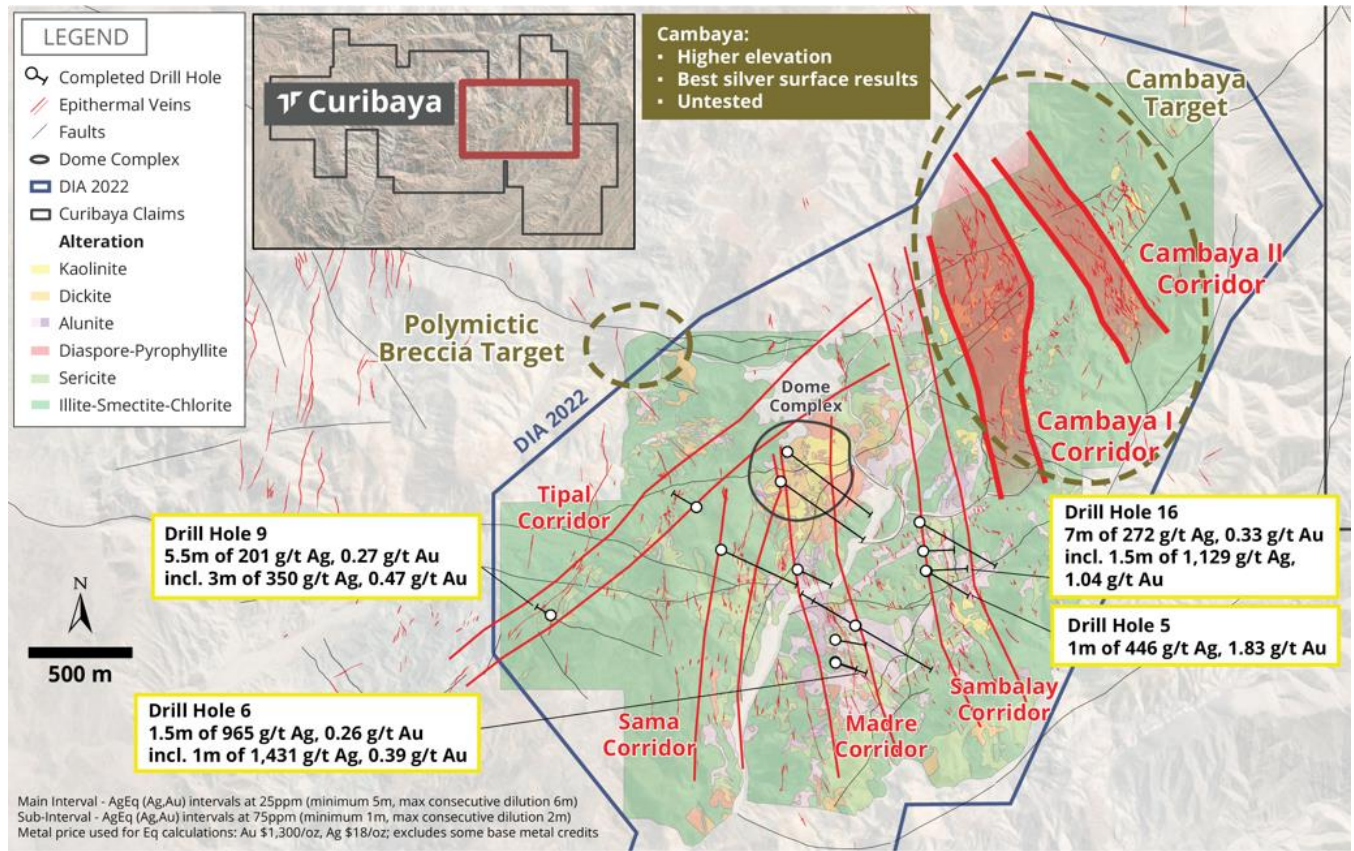 LEGEND
Completed Drill Hole
Epithermal Veins
Faults
Dome Complex
DIA 2022
Curibaya Claims
Alteration
Kaolinite
Dickite
Alunite
Diaspore-Pyrophyllite
Sericite
Illite-Smectite-Chlorite
Curibaya
Cambaya:
▪ Higher elevation
▪ Best silver surface results
▪ Untested
Cambaya
Target
Cambaya II
Corridor
Cambaya I
Corridor
Polymictic
Breccia Target
DIA 2022
Dome
Complex
Tipal
Corridor
Drill Hole 9
5.5m of 201 g/t Ag, 0.27 g/t Au
incl. 3m of 350 g/t Ag, 0.47 g/t Au
Drill Hole 16
7m of 272 g/t Ag, 0.33 g/t Au
incl. 1.5m of 1,129 g/t Ag,
1.04 g/t Au
Drill Hole 5
1m of 446 g/t Ag, 1.83 g/t Au
N
500 m
Drill Hole 6
1.5m of 965 g/t Ag, 0.26 g/t Au
incl. 1m of 1,431 g/t Ag, 0.39 g/t Au
Sama
Corridor
Madre
Corridor
Sambalay
Corridor
Main Interval - AgEq (Ag,Au) intervals at 25ppm (minimum 5m, max consecutive dilution 6m)
Sub-Interval - AgEq (Ag,Au) intervals at 75ppm (minimum 1m, max consecutive dilution 2m)
Metal price used for Eq calculations: Au $1,300/oz, Ag $18/oz; excludes some base metal credits